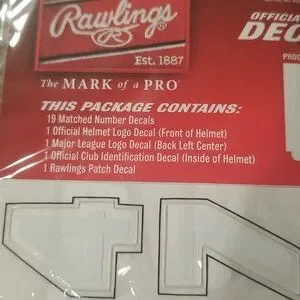 Rawlings
R
Est. 1887
OFFICIA
DEC
The MARK of a PRO
THIS PACKAGE CONTAINS:
19 Matched Number Decals
1 Official Helmet Logo Decal (Front of Helmet)
1 Major League Logo Decal (Back Left Center)
1 Official Club Identification Decal (Inside of Helmet)
1 Rawlings Patch Decal